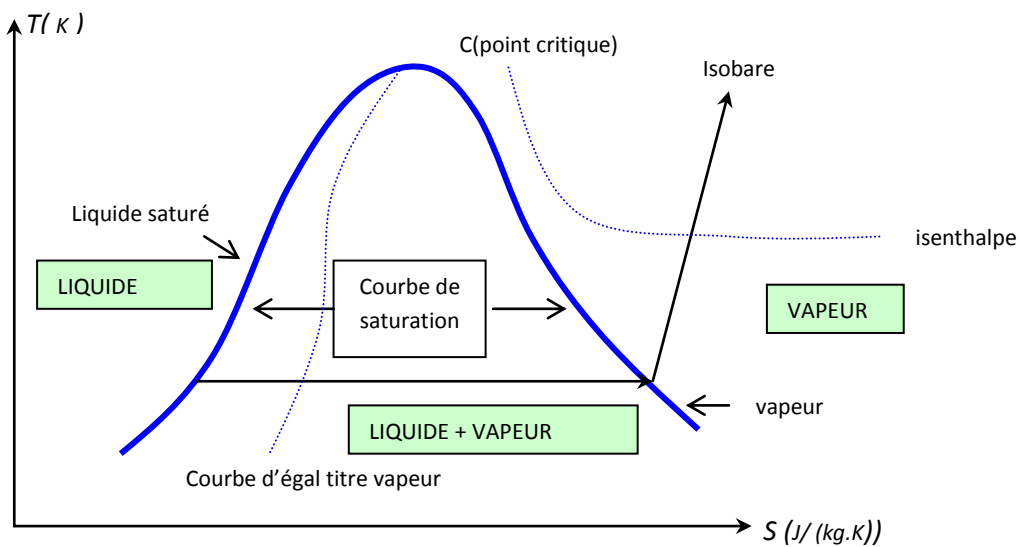 T( K )
C(point critique)
Isobare
Liquide saturé
isenthalpe
LIQUIDE
Courbe de
saturation
VAPEUR
vapeur
LIQUIDE + VAPEUR
Courbe d’égal titre vapeur
S (J/ (kg.K))